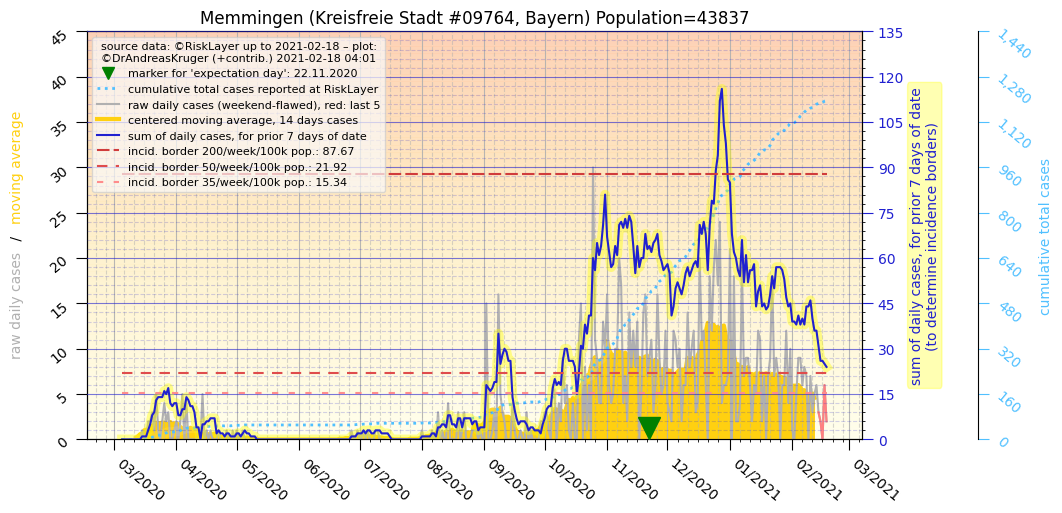 Memmingen (Kreisfreie Stadt #09764, Bayern) Population=43837
source data: ©RiskLayer up to 2021-02-18 – plot:
©DrAndreasKruger (+contrib.) 2021-02-18 04:01
marker for 'expectation day': 22.11.2020
cumulative total cases reported at RiskLayer
raw daily cases (weekend-flawed), red: last 5
centered moving average, 14 days cases
sum of daily cases, for prior 7 days of date
incid. border 200/week/100k pop.: 87.67
incid. border 50/week/100k pop.: 21.92
incid. border 35/week/100k pop.: 15.34
raw daily cases / moving average
45
40
35
30
25
20
15
10
5
0
03/2020
04/2020
05/2020
06/2020
07/2020
08/2020
09/2020
10/2020
11/2020
12/2020
01/2021
02/2021
03/2021
135
120
105
90
75
60
45
30
15
0
sum of daily cases, for prior 7 days of date
(to determine incidence borders)
1,440
1,280
1,120
960
800
640
480
320
160
0
cumulative total cases